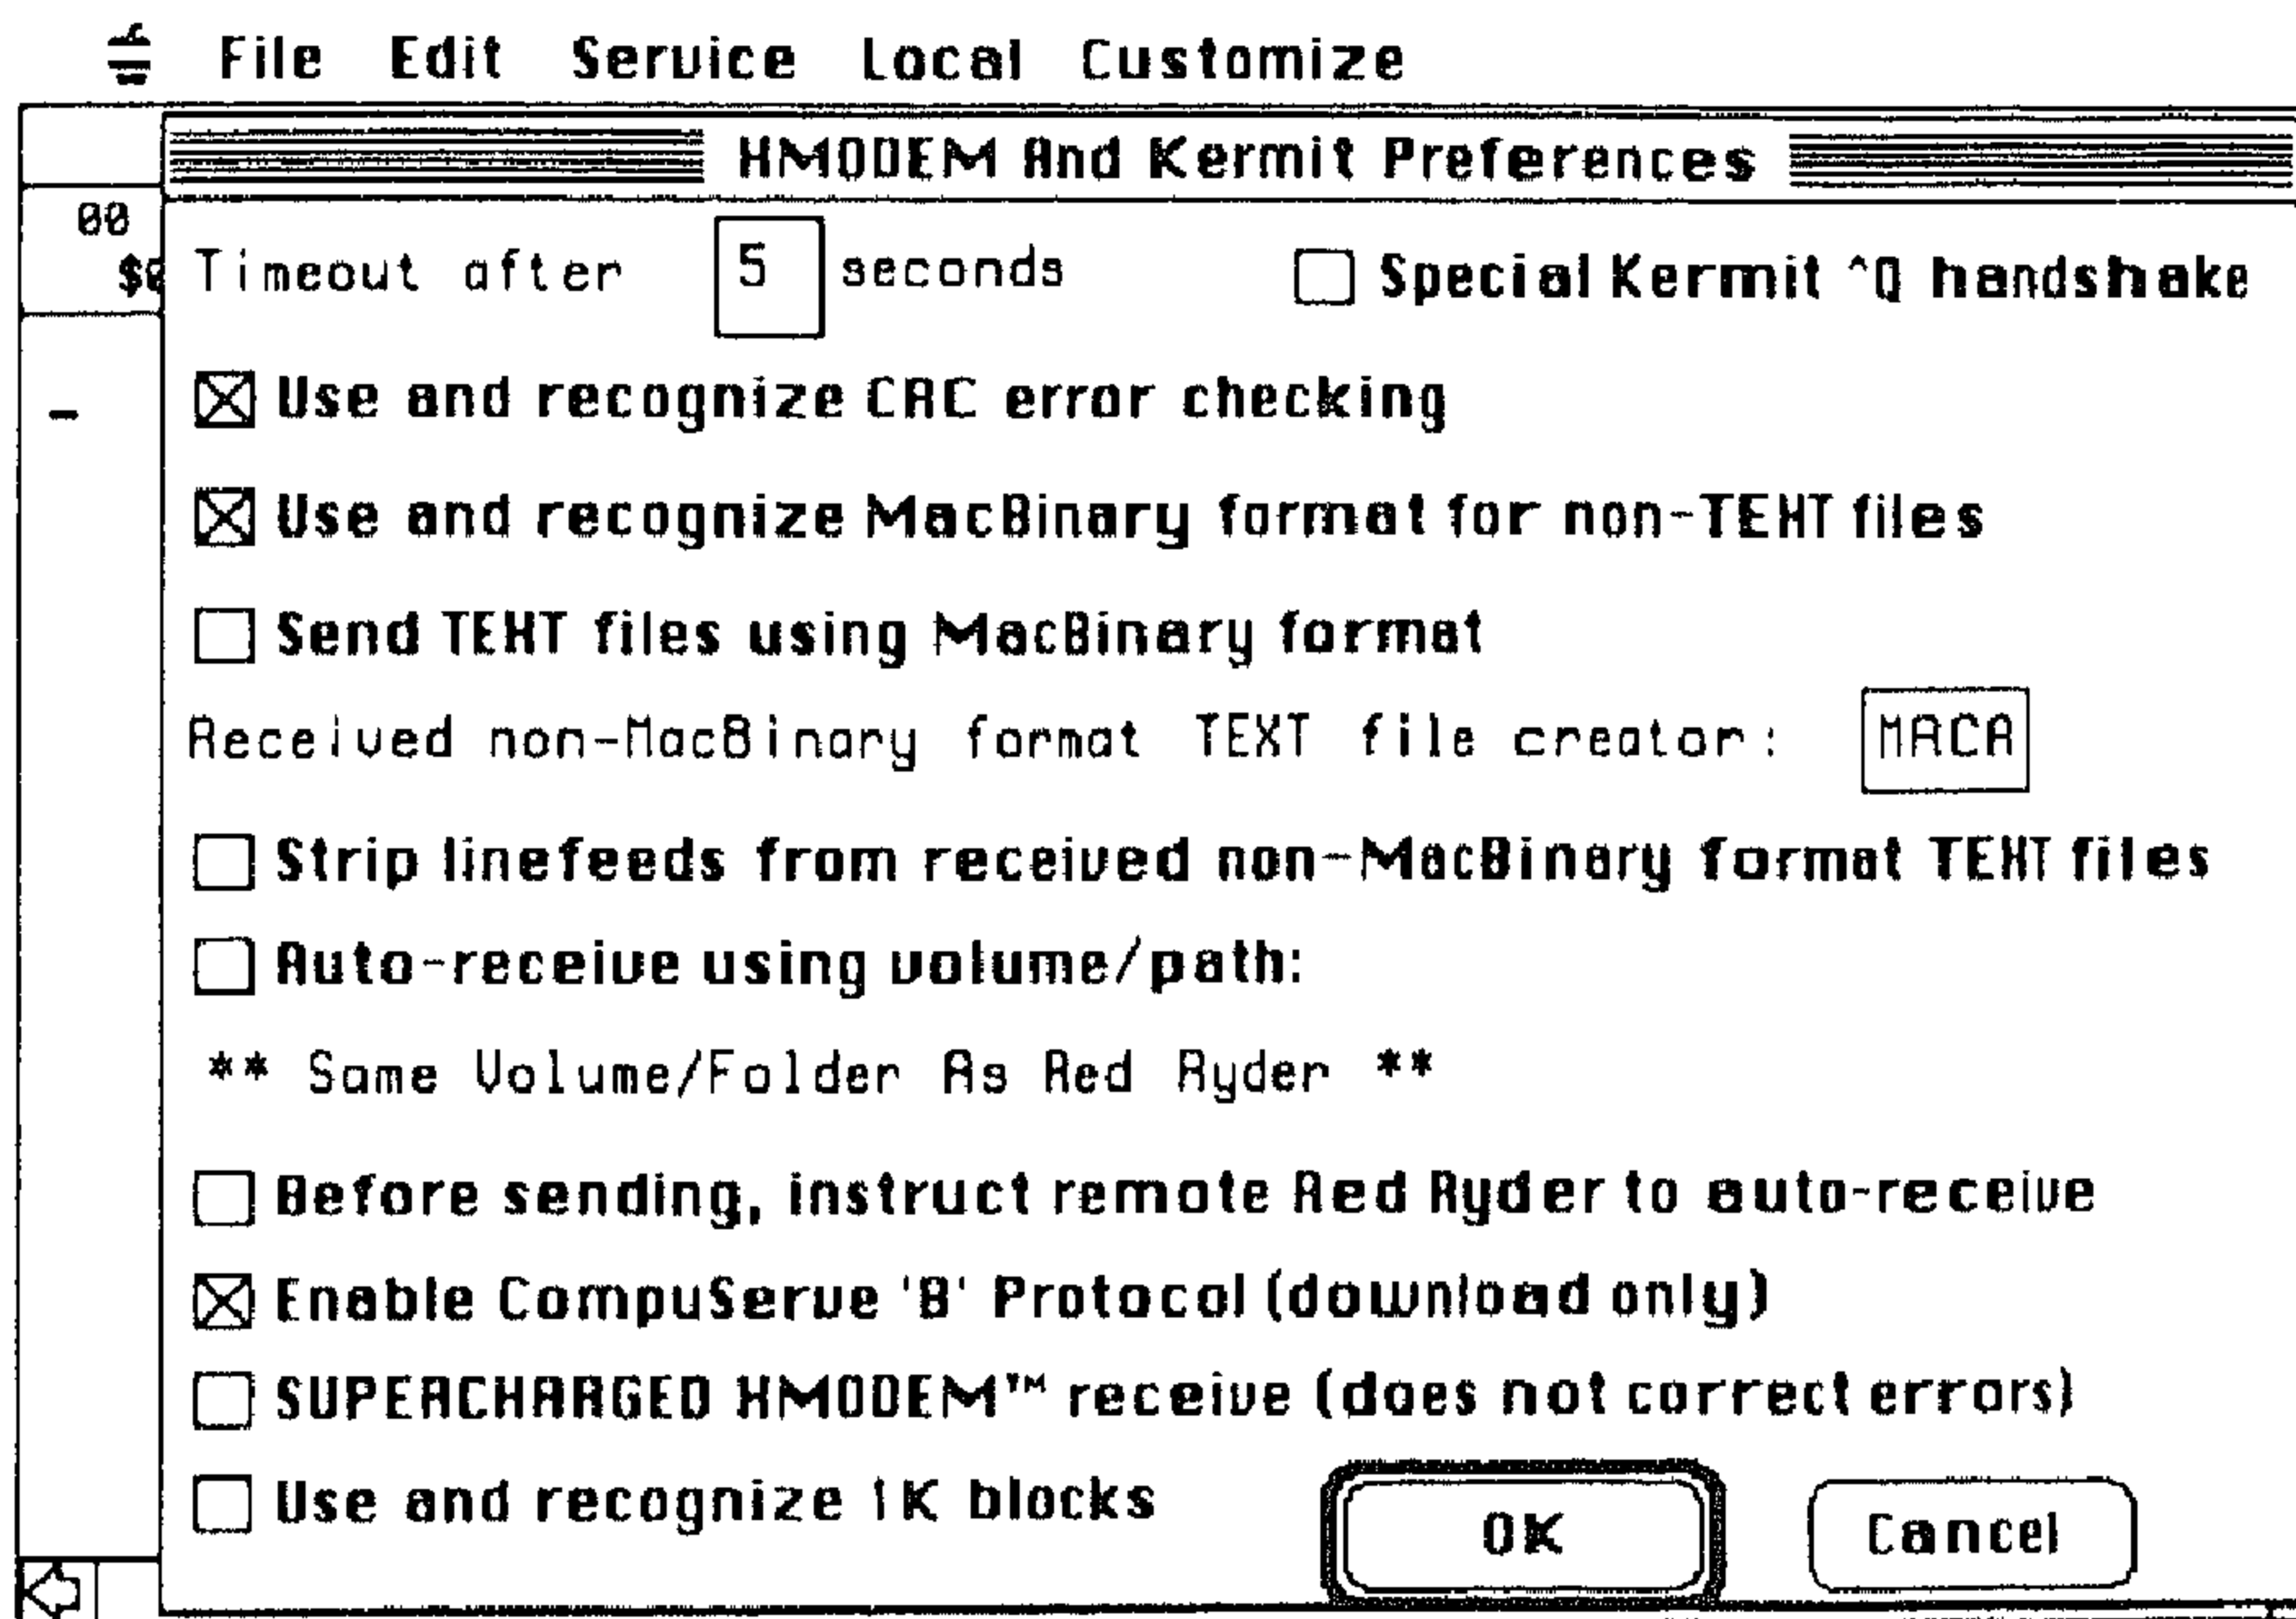 File Edit Service Local Customize
XMODEM And Kermit Preferences
00
Timeout after 5 seconds Special Kermit ^Q handshake
Use and recognize CRC error checking
Use and recognize MacBinary format for non-TEXT files
Send TEXT files using MacBinary format
Received non-MacBinary format TEXT file creator: MACA
Strip linefeeds from received non-MacBinary format TEXT files
Auto-receive using volume/path:
** Same Volume/Folder As Red Ryder **
Before sending, instruct remote Red Ryder to auto-receive
Enable CompuServe 'B' Protocol (download only)
SUPERCHARGED XMODEM™ receive (does not correct errors)
Use and recognize 1K blocks
OK Cancel